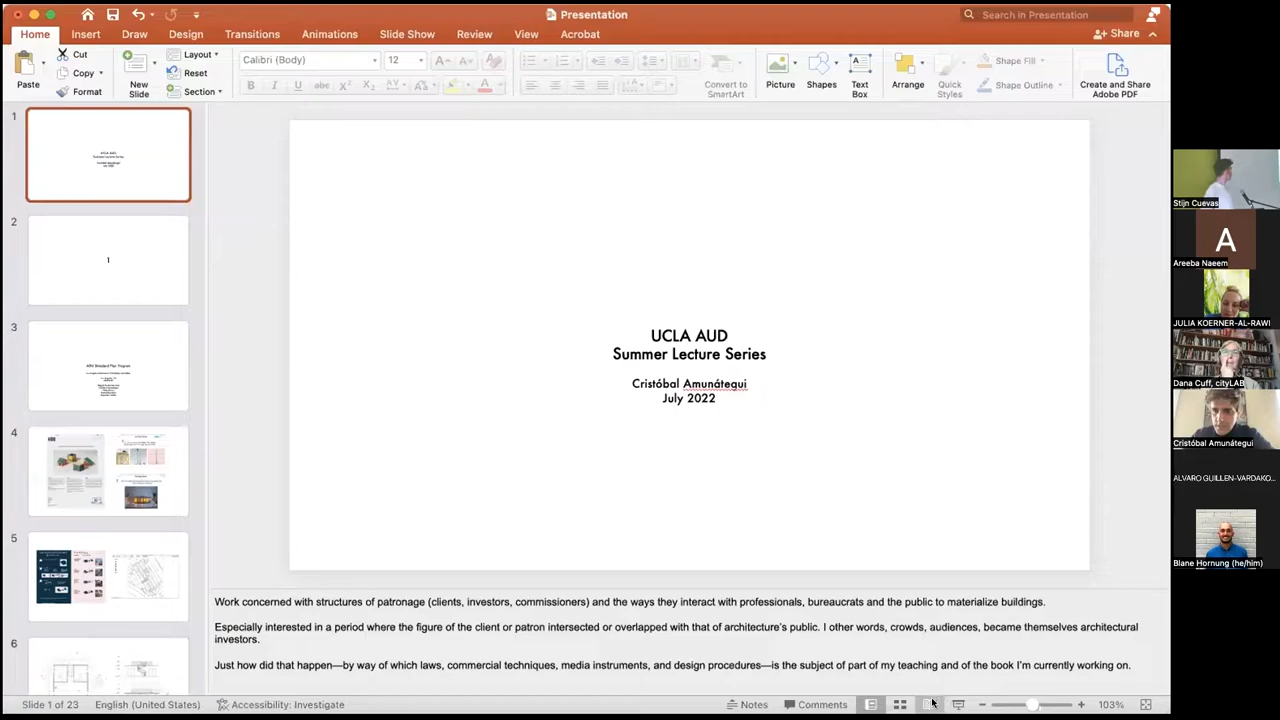 Presentation
Search in Presentation
Home
Insert
Draw
Design
Transitions
Animations
Slide Show
Review
View
Acrobat
Share
Paste
Cut
Copy
Format
New Slide
Layout
Reset
Section
Calibri (Body)
12
Convert to SmartArt
Picture
Shapes
Text Box
Arrange
Quick Styles
Shape Fill
Shape Outline
Create and Share Adobe PDF
1
2
1
3
4
5
6
UCLA AUD
Summer Lecture Series
Cristóbal Amunátegui
July 2022
Work concerned with structures of patronage (clients, investors, commissioners) and the ways they interact with professionals, bureaucrats and the public to materialize buildings.
Especially interested in a period where the figure of the client or patron intersected or overlapped with that of architecture's public. I other words, crowds, audiences, became themselves architectural
investors.
Just how did that happen—by way of which laws, commercial techniques, media instruments, and design procedures—is the subject of part of my teaching and of the book I'm currently working on.
Slide 1 of 23
English (United States)
Accessibility: Investigate
Notes
Comments
103%
Stijn Cuevas
A
Areeba Naeem
JULIA KOERNER-AL-RAWI
Dana Cuff, cityLAB
Cristóbal Amunátegui
ALVARO GUILLEN-VARDAKO...
Blane Hornung (he/him)